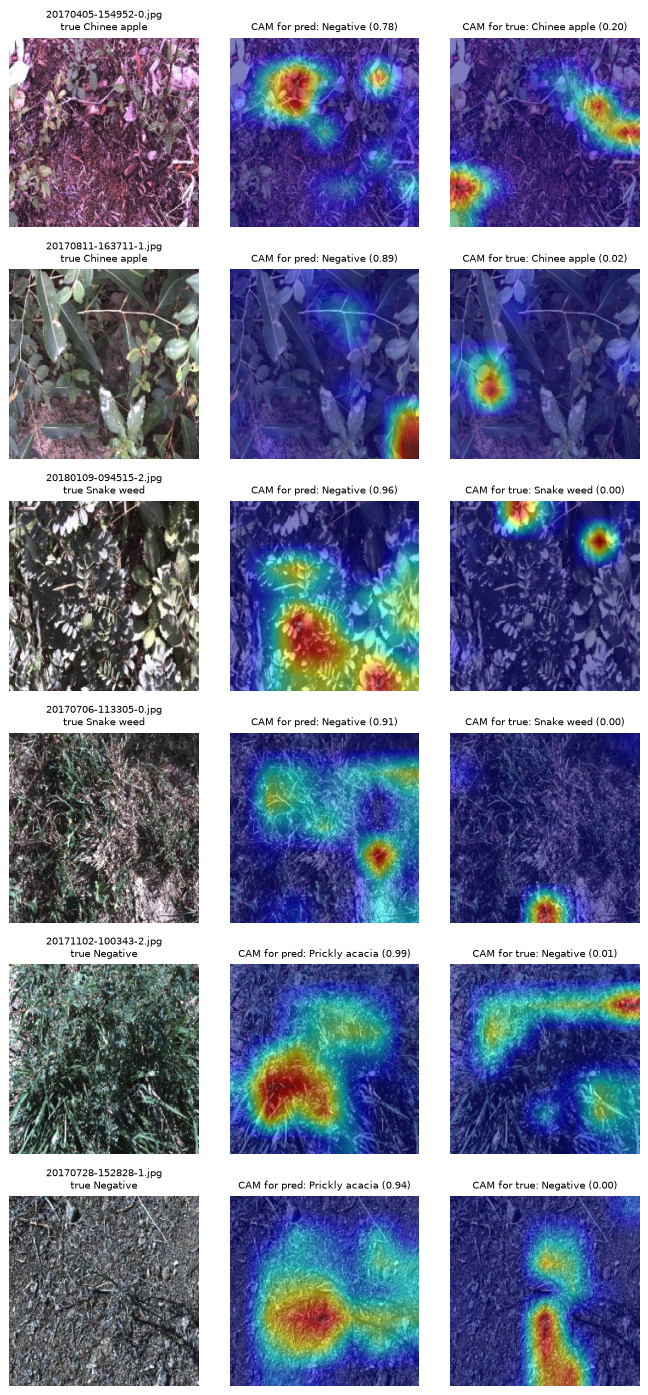 20170405-154952-0.jpg
true Chinee apple
CAM for pred: Negative (0.78)
CAM for true: Chinee apple (0.20)
20170811-163711-1.jpg
true Chinee apple
CAM for pred: Negative (0.89)
CAM for true: Chinee apple (0.02)
20180109-094515-2.jpg
true Snake weed
CAM for pred: Negative (0.96)
CAM for true: Snake weed (0.00)
20170706-113305-0.jpg
true Snake weed
CAM for pred: Negative (0.91)
CAM for true: Snake weed (0.00)
20171102-100343-2.jpg
true Negative
CAM for pred: Prickly acacia (0.99)
CAM for true: Negative (0.01)
20170728-152828-1.jpg
true Negative
CAM for pred: Prickly acacia (0.94)
CAM for true: Negative (0.00)